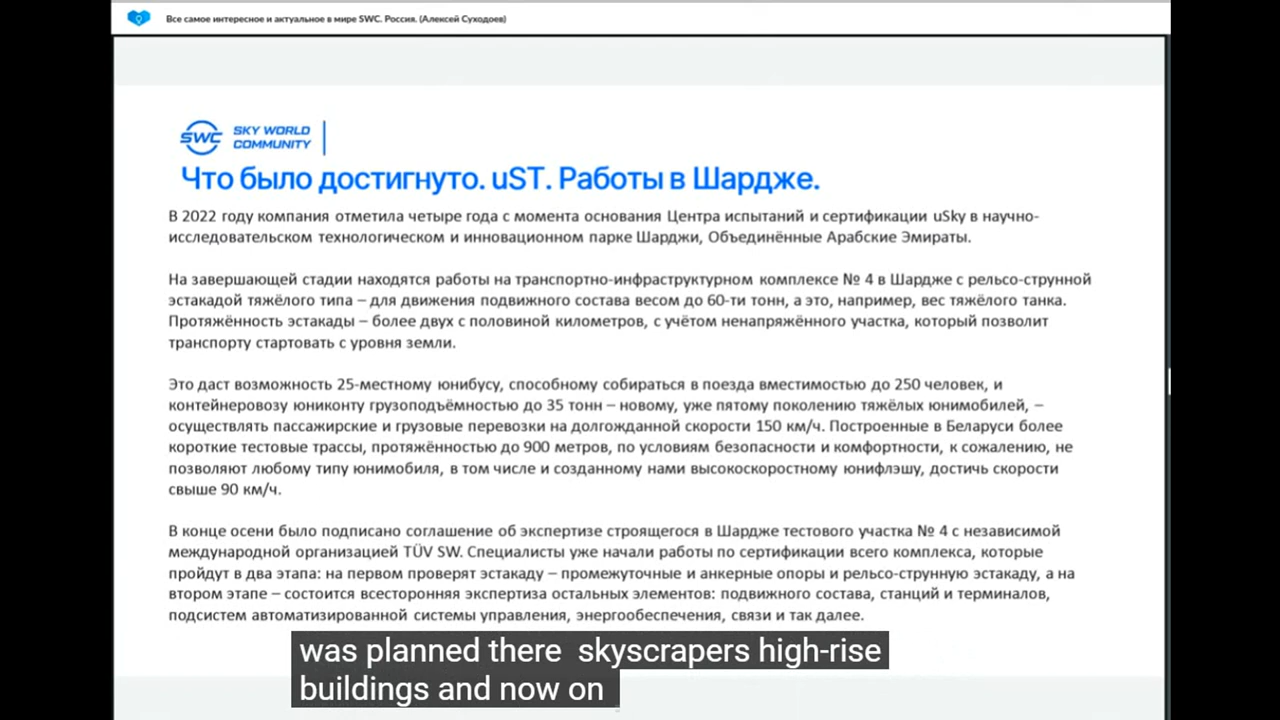 Все самое интересное и актуальное в мире SWC. Россия. (Алексей Суходоев)
SWC SKY WORLD
COMMUNITY
Что было достигнуто. uST. Работы в Шардже.
В 2022 году компания отметила четыре года с момента основания Центра испытаний и сертификации uSky в научно-
исследовательском технологическом и инновационном парке Шарджи, Объединённые Арабские Эмираты.
На завершающей стадии находятся работы на транспортно-инфраструктурном комплексе № 4 в Шардже с рельсо-струнной
эстакадой тяжёлого типа – для движения подвижного состава весом до 60-ти тонн, а это, например, вес тяжёлого танка.
Протяжённость эстакады – более двух с половиной километров, с учётом ненапряжённого участка, который позволит
транспорту стартовать с уровня земли.
Это даст возможность 25-местному юнибусу, способному собираться в поезда вместимостью до 250 человек, и
контейнеровозу юниконту грузоподъёмностью до 35 тонн – новому, уже пятому поколению тяжёлых юнимобилей, –
осуществлять пассажирские и грузовые перевозки на долгожданной скорости 150 км/ч. Построенные в Беларуси более
короткие тестовые трассы, протяжённостью до 900 метров, по условиям безопасности и комфортности, к сожалению, не
позволяют любому типу юнимобиля, в том числе и созданному нами высокоскоростному юнифлэшу, достичь скорости
свыше 90 км/ч.
В конце осени было подписано соглашение об экспертизе строящегося в Шардже тестового участка № 4 с независимой
международной организацией TÜV SW. Специалисты уже начали работы по сертификации всего комплекса, которые
пройдут в два этапа: на первом проверят эстакаду – промежуточные и анкерные опоры и рельсо-струнную эстакаду, а на
втором этапе – состоится всесторонняя экспертиза остальных элементов: подвижного состава, станций и терминалов,
подсистем автоматизированной системы управления, энергообеспечения, связи и так далее.
was planned there skyscrapers high-rise
buildings and now on